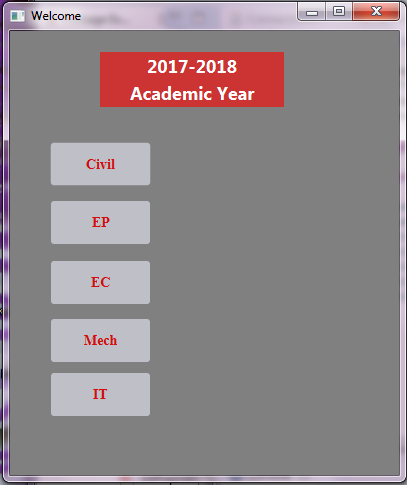 Welcome
2017-2018
Academic Year
Civil
EP
EC
Mech
IT